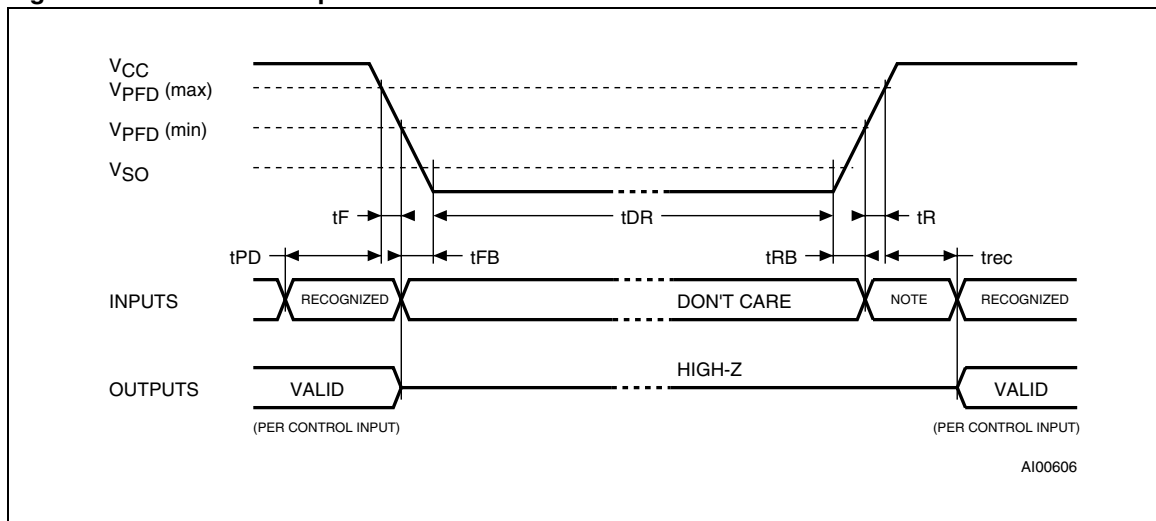 VCC
VPFD (max)
VPFD (min)
VSO
tF
tDR
tR
tPD
tFB
tRB
trec
INPUTS
RECOGNIZED
DON'T CARE
NOTE
RECOGNIZED
HIGH-Z
OUTPUTS
VALID
VALID
(PER CONTROL INPUT)
(PER CONTROL INPUT)
AI00606